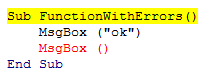 Sub FunctionWithErrors()
MsgBox ("ok")
MsgBox ()
End Sub